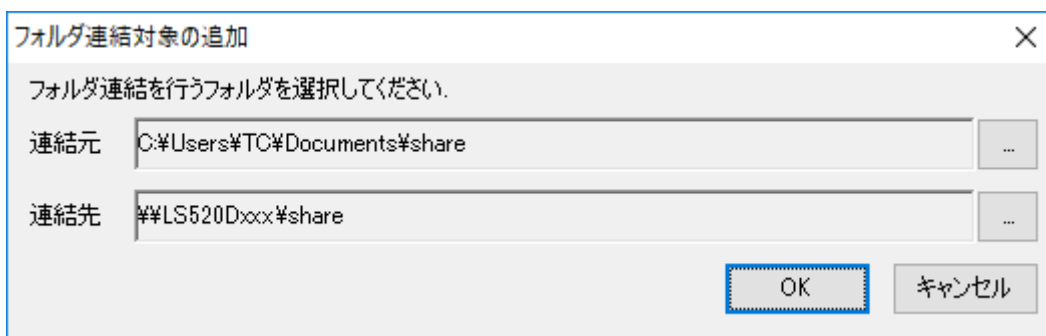 フォルダ連結対象の追加
フォルダ連結を行うフォルダを選択してください.
連結元 C:¥Users¥TC¥Documents¥share ...
連結先 ¥¥LS520Dxxx¥share ...
OK キャンセル